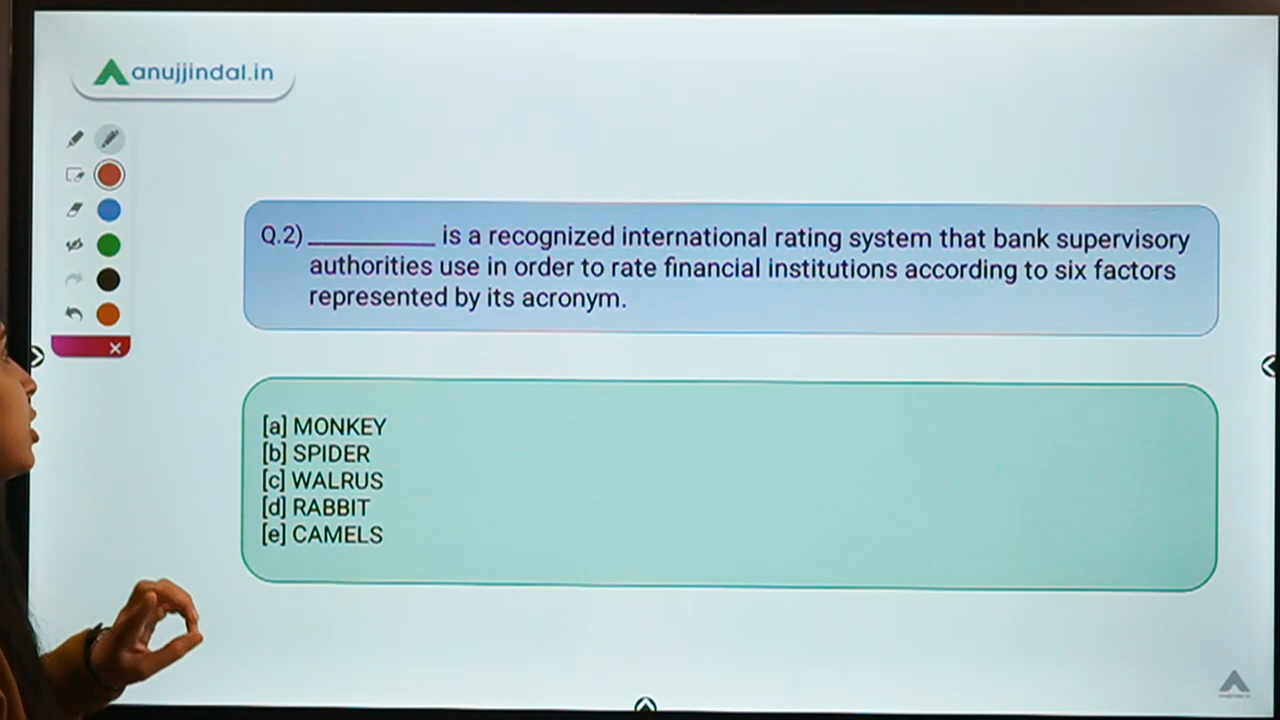 anujjindal.in
Q.2)__________ is a recognized international rating system that bank supervisory
authorities use in order to rate financial institutions according to six factors
represented by its acronym.
[a] MONKEY
[b] SPIDER
[c] WALRUS
[d] RABBIT
[e] CAMELS